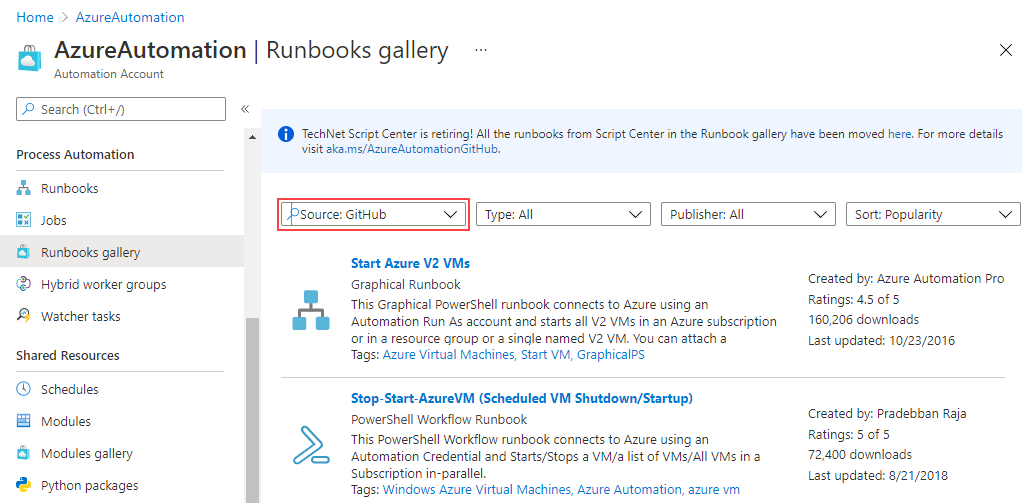 Home > AzureAutomation
AzureAutomation | Runbooks gallery ...
Automation Account
Search (Ctrl+/)
«
Process Automation
Runbooks
Jobs
Runbooks gallery
Hybrid worker groups
Watcher tasks
Shared Resources
Schedules
Modules
Modules gallery
Python packages
TechNet Script Center is retiring! All the runbooks from Script Center in the Runbook gallery have been moved here. For more details
visit aka.ms/AzureAutomationGitHub.
Source: GitHub
Type: All
Publisher: All
Sort: Popularity
Start Azure V2 VMs
Graphical Runbook
This Graphical PowerShell runbook connects to Azure using an
Automation Run As account and starts all V2 VMs in an Azure subscription
or in a resource group or a single named V2 VM. You can attach a
Tags: Azure Virtual Machines, Start VM, GraphicalPS
Created by: Azure Automation Pro
Ratings: 4.5 of 5
160,206 downloads
Last updated: 10/23/2016
Stop-Start-AzureVM (Scheduled VM Shutdown/Startup)
PowerShell Workflow Runbook
This PowerShell Workflow runbook connects to Azure using an
Automation Credential and Starts/Stops a VM/a list of VMs/All VMs in a
Subscription in-parallel.
Tags: Windows Azure Virtual Machines, Azure Automation, azure vm
Created by: Pradebban Raja
Ratings: 5 of 5
72,400 downloads
Last updated: 8/21/2018